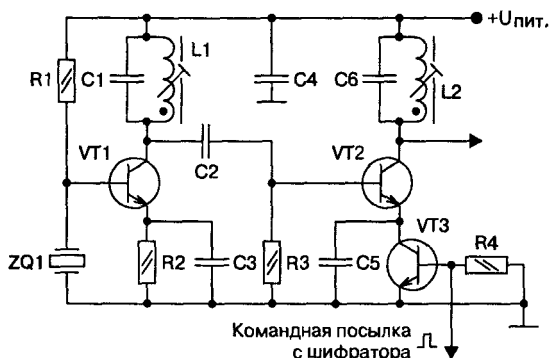 +Uпит.
L1
R1
C1
C4
C6
L2
VT1
C2
VT2
VT3
R4
ZQ1
R2
C3
R3
C5
Командная посылка
с шифратора